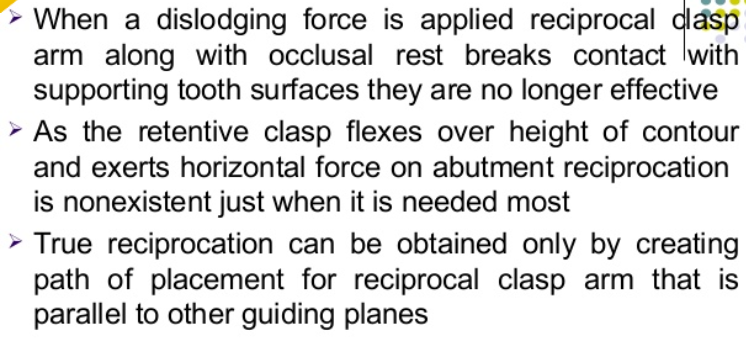 ➢ When a dislodging force is applied reciprocal clasp
arm along with occlusal rest breaks contact with
supporting tooth surfaces they are no longer effective
➢ As the retentive clasp flexes over height of contour
and exerts horizontal force on abutment reciprocation
is nonexistent just when it is needed most
➢ True reciprocation can be obtained only by creating
path of placement for reciprocal clasp arm that is
parallel to other guiding planes